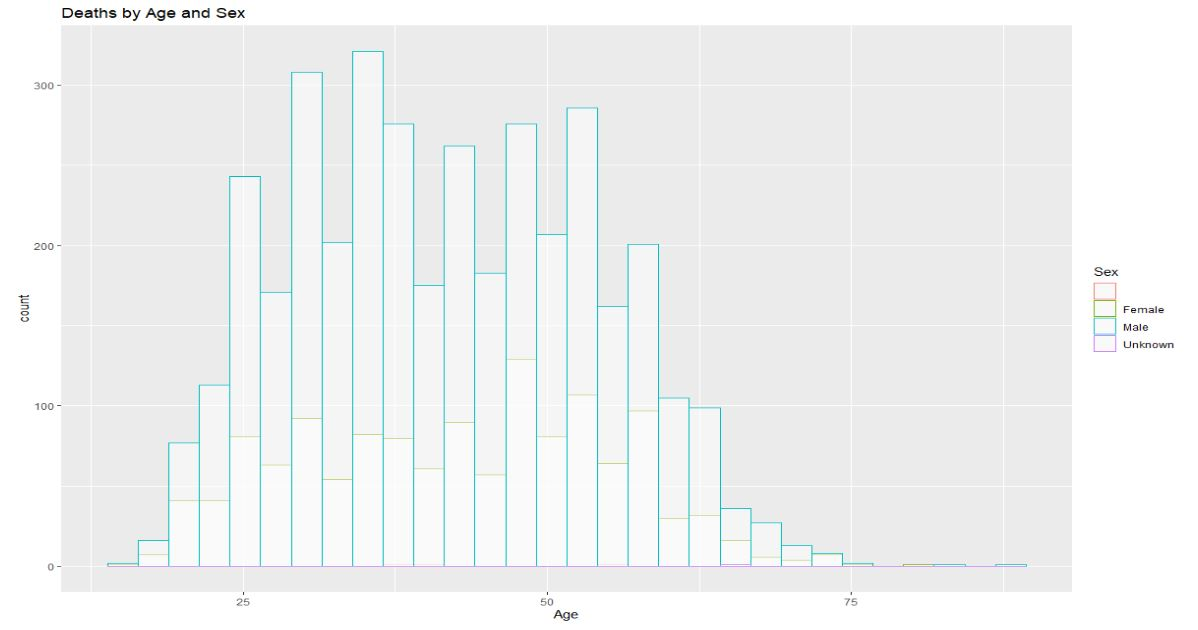 Deaths by Age and Sex
300
200
100
0
count
25 50 75
Age
Sex
Female
Male
Unknown